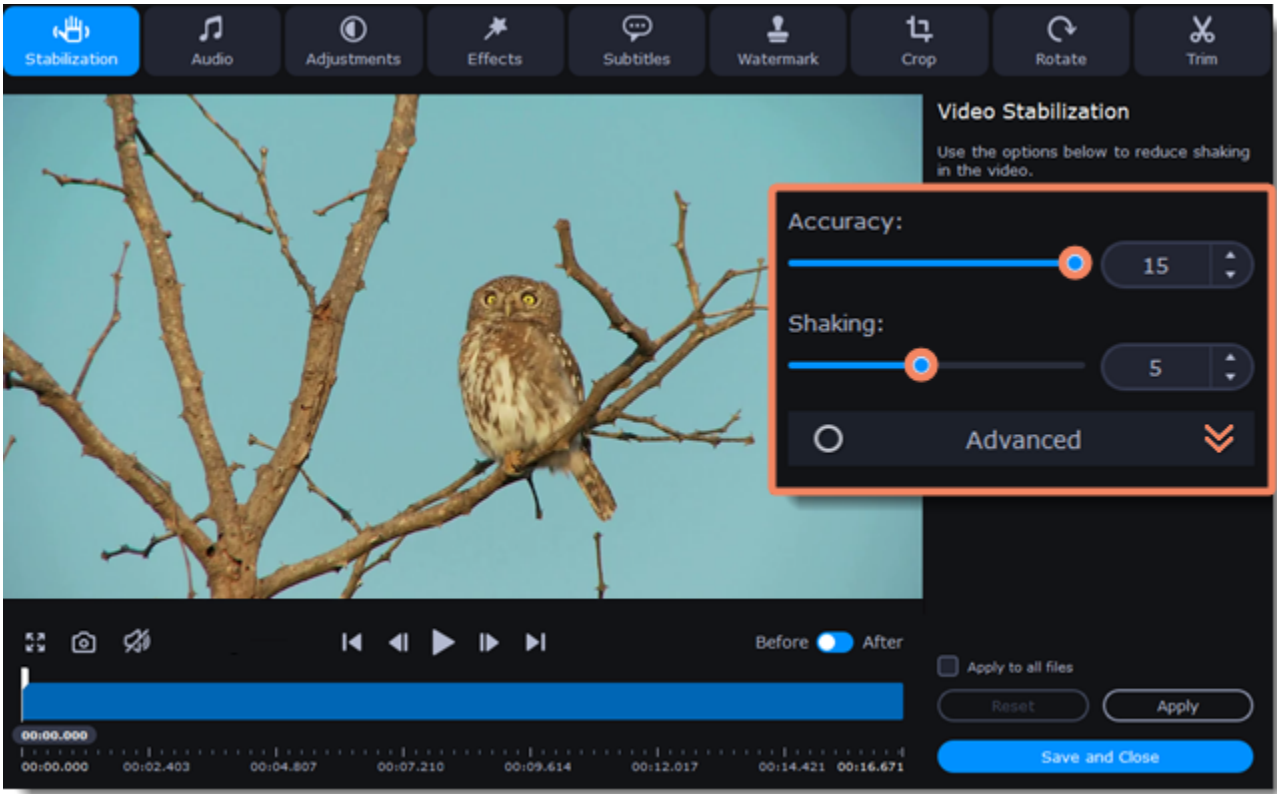 Stabilization
Audio
Adjustments
Effects
Subtitles
Watermark
Crop
Rotate
Trim
Video Stabilization
Use the options below to reduce shaking
in the video.
Accuracy:
15
Shaking:
5
Advanced
Before
After
Apply to all files
Reset
Apply
00:00.000
00:00.000
00:02.403
00:04.807
00:07.210
00:09.614
00:12.017
00:14.421
00:16.671
Save and Close